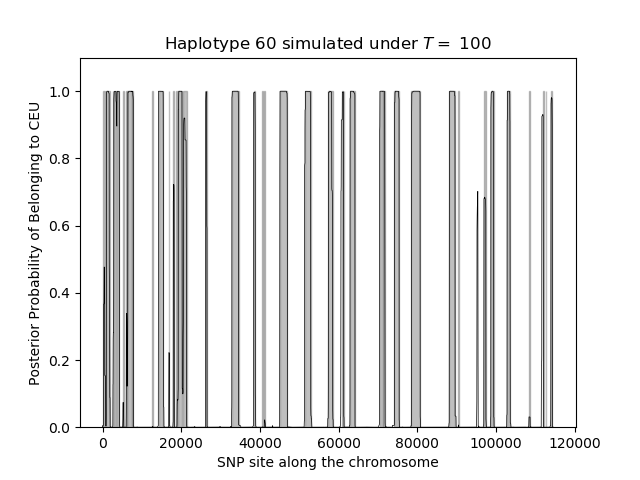 Haplotype 60 simulated under T = 100
Posterior Probability of Belonging to CEU
1.0
0.8
0.6
0.4
0.2
0.0
0 20000 40000 60000 80000 100000 120000
SNP site along the chromosome